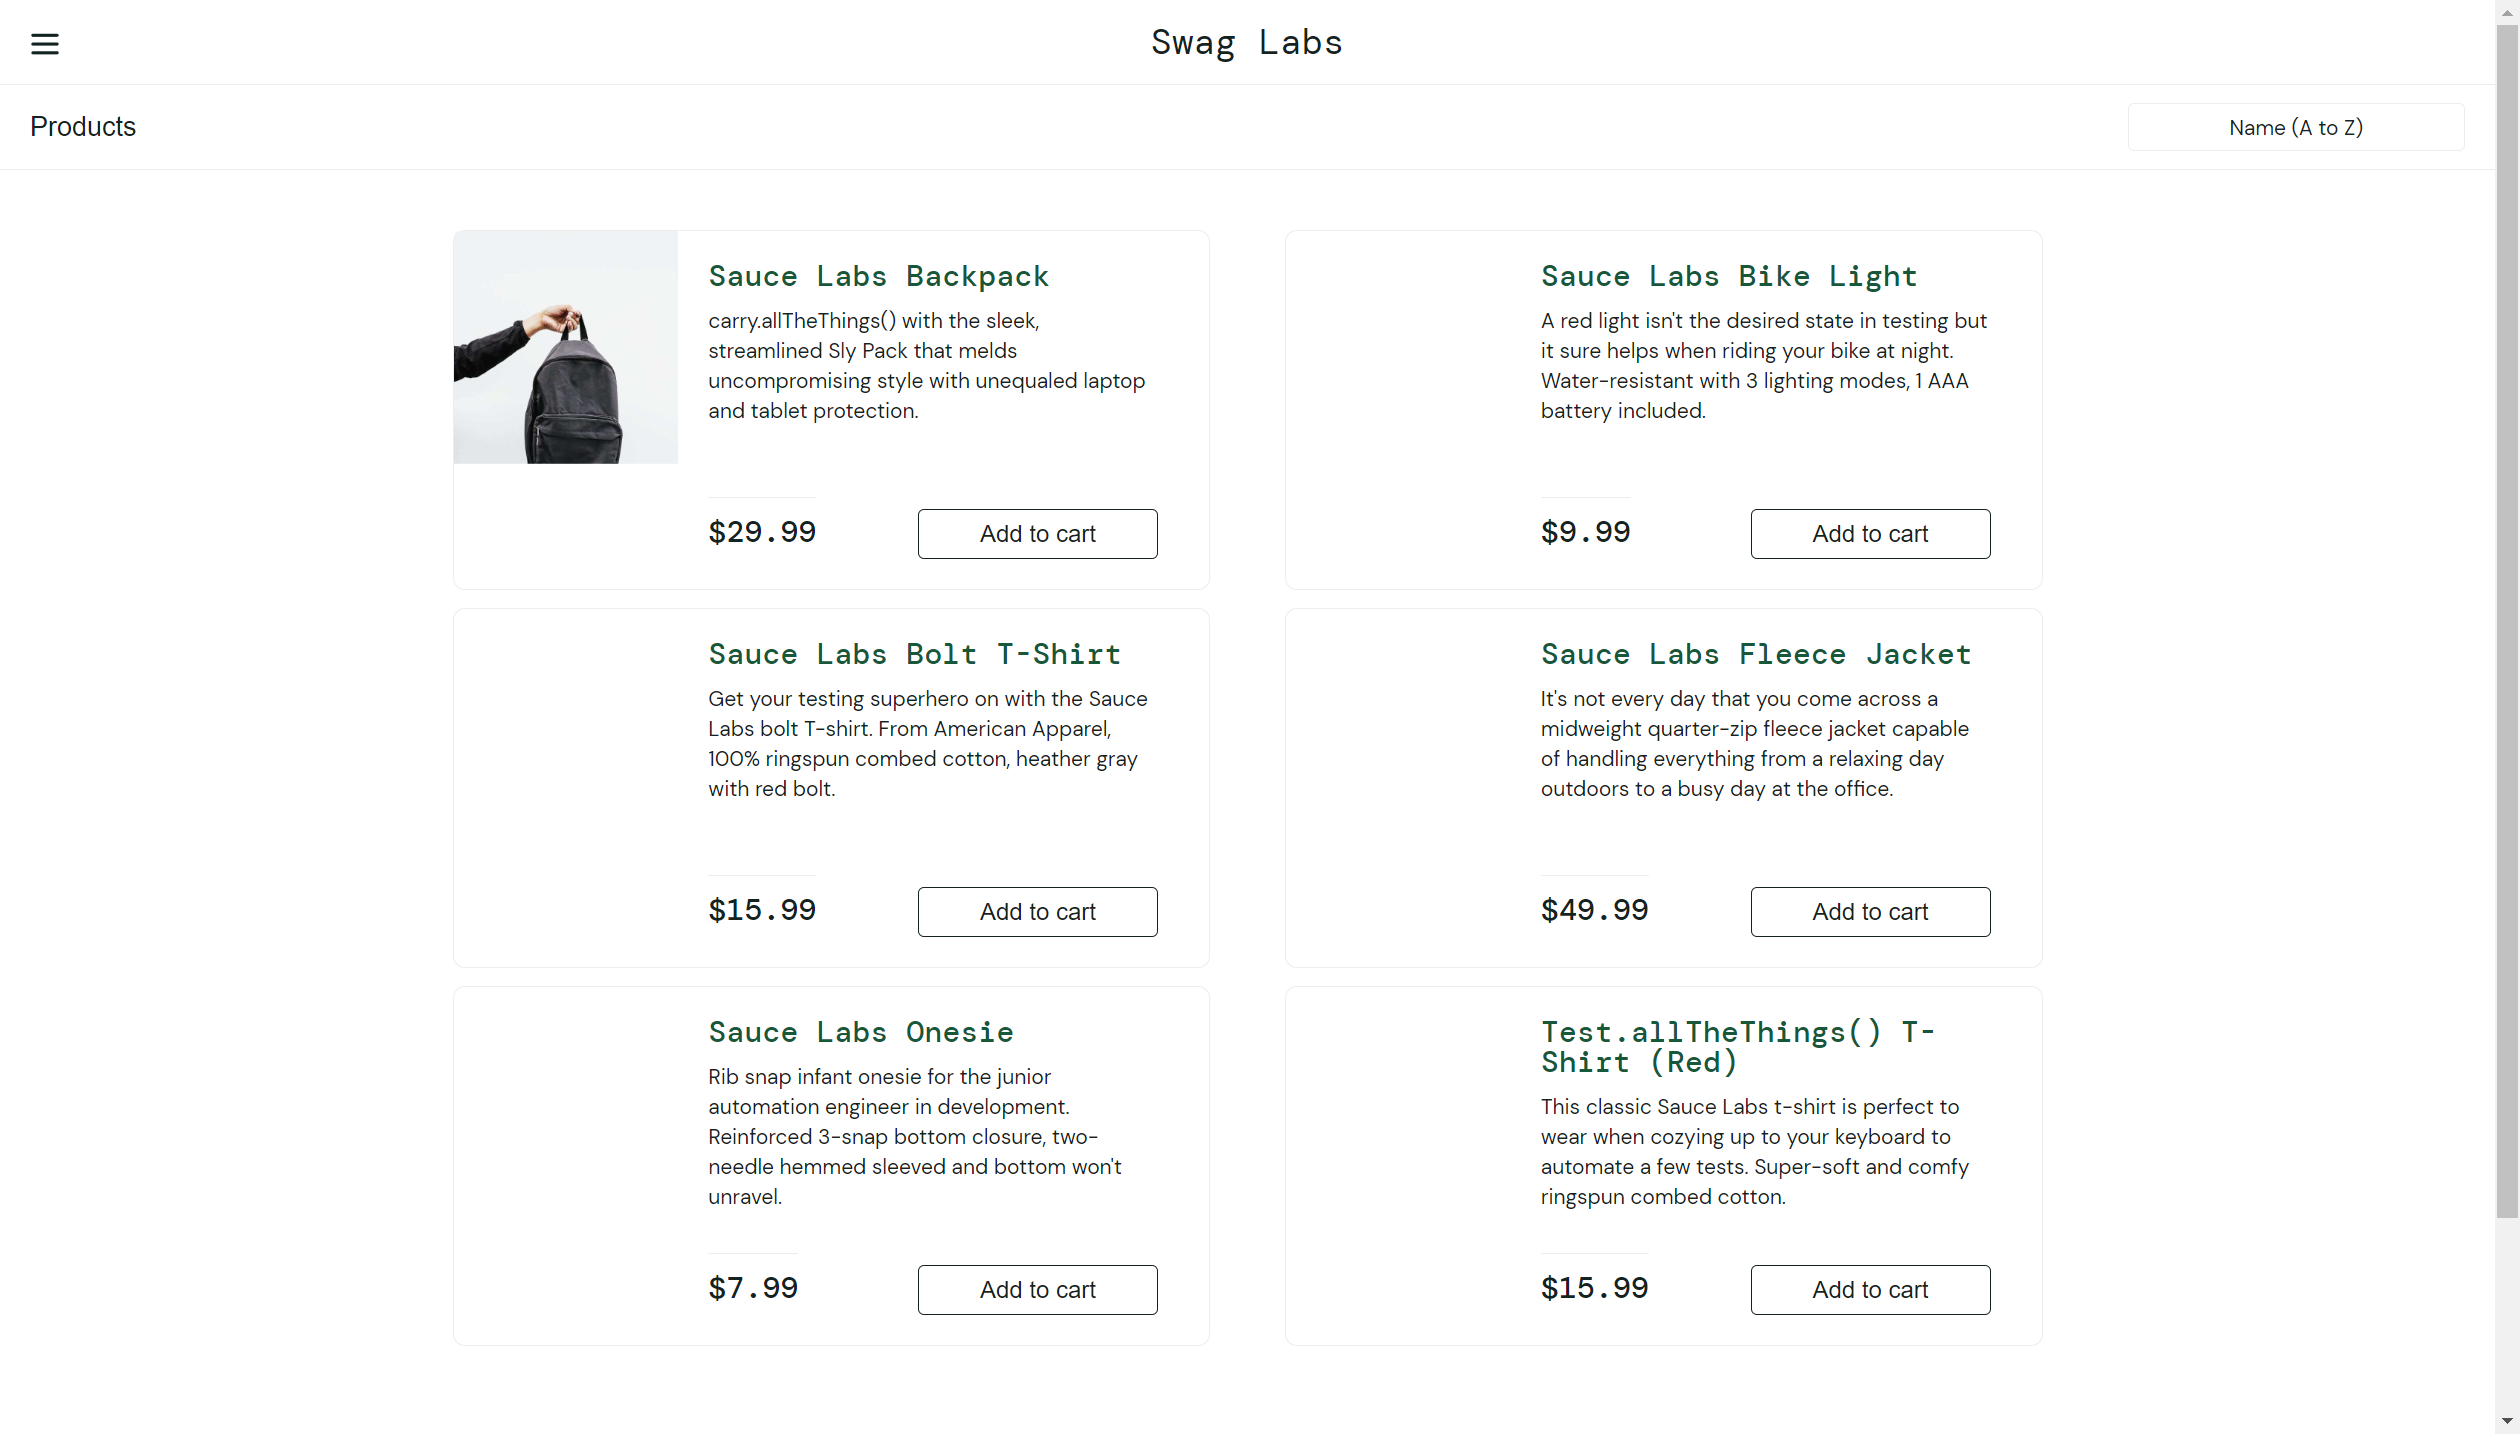 Swag Labs
Products
Name (A to Z)
Sauce Labs Backpack
carry.allTheThings() with the sleek,
streamlined Sly Pack that melds
uncompromising style with unequaled laptop
and tablet protection.
$29.99
Add to cart
Sauce Labs Bike Light
A red light isn't the desired state in testing but
it sure helps when riding your bike at night.
Water-resistant with 3 lighting modes, 1 AAA
battery included.
$9.99
Add to cart
Sauce Labs Bolt T-Shirt
Get your testing superhero on with the Sauce
Labs bolt T-shirt. From American Apparel,
100% ringspun combed cotton, heather gray
with red bolt.
$15.99
Add to cart
Sauce Labs Fleece Jacket
It's not every day that you come across a
midweight quarter-zip fleece jacket capable
of handling everything from a relaxing day
outdoors to a busy day at the office.
$49.99
Add to cart
Sauce Labs Onesie
Rib snap infant onesie for the junior
automation engineer in development.
Reinforced 3-snap bottom closure, two-
needle hemmed sleeved and bottom won't
unravel.
$7.99
Add to cart
Test.allTheThings() T-
Shirt (Red)
This classic Sauce Labs t-shirt is perfect to
wear when cozying up to your keyboard to
automate a few tests. Super-soft and comfy
ringspun combed cotton.
$15.99
Add to cart